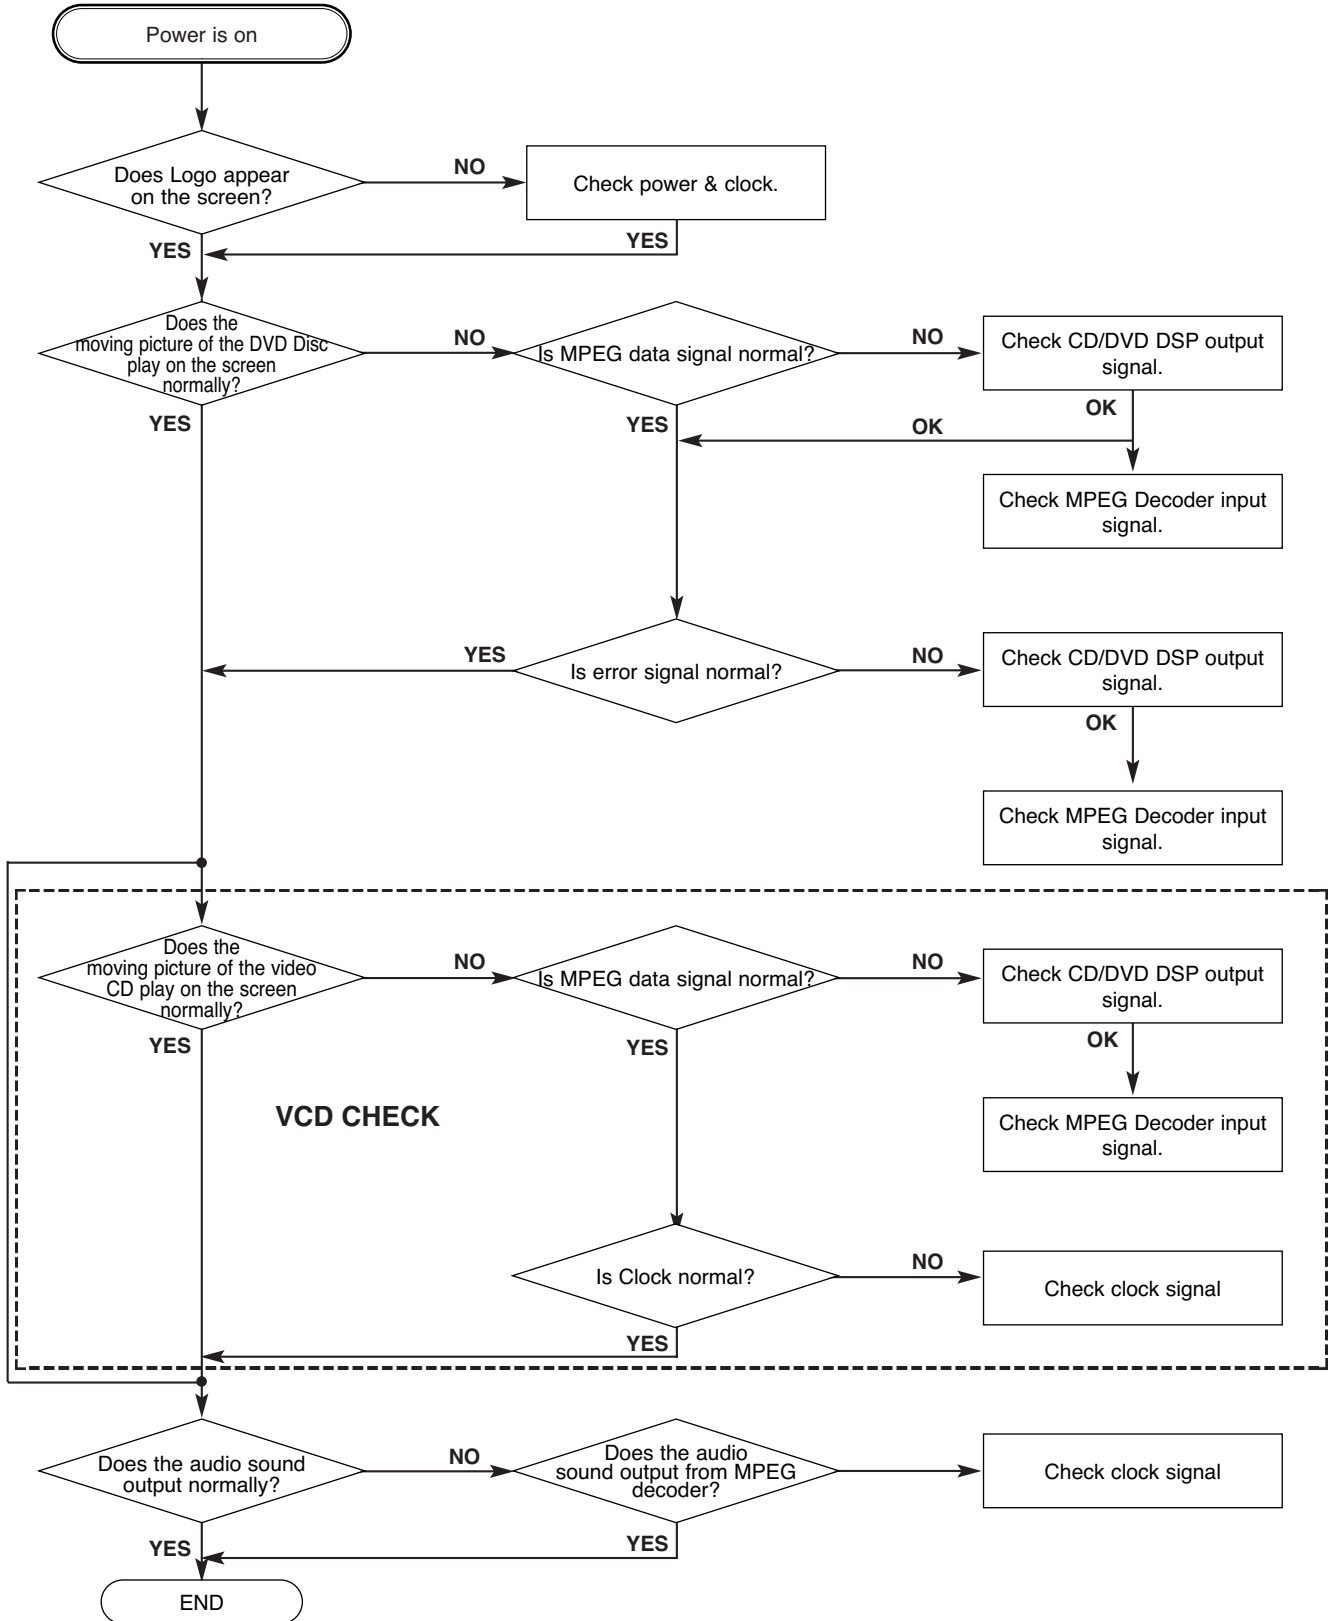 Power is on
Does Logo appear
on the screen?
NO
Check power & clock.
YES
YES
Does the
moving picture of the DVD Disc
play on the screen
normally?
NO
Is MPEG data signal normal?
NO
Check CD/DVD DSP output
signal.
YES
YES
OK
OK
Check MPEG Decoder input
signal.
YES
Is error signal normal?
NO
Check CD/DVD DSP output
signal.
OK
Check MPEG Decoder input
signal.
Does the
moving picture of the video
CD play on the screen
normally?
NO
Is MPEG data signal normal?
NO
Check CD/DVD DSP output
signal.
YES
YES
OK
VCD CHECK
Check MPEG Decoder input
signal.
Is Clock normal?
NO
Check clock signal
YES
Does the audio sound
output normally?
NO
Does the audio
sound output from MPEG
decoder?
Check clock signal
YES
YES
END